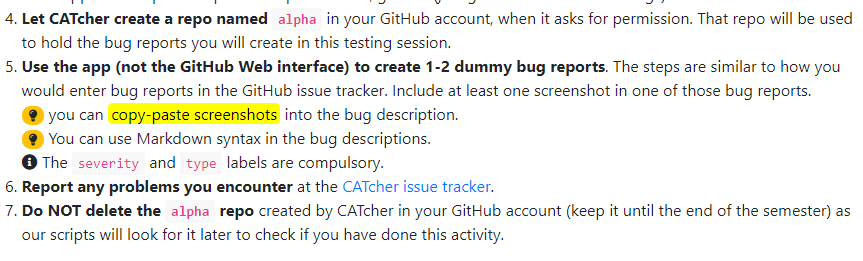 4. Let CATcher create a repo named alpha in your GitHub account, when it asks for permission. That repo will be used
to hold the bug reports you will create in this testing session.
5. Use the app (not the GitHub Web interface) to create 1-2 dummy bug reports. The steps are similar to how you
would enter bug reports in the GitHub issue tracker. Include at least one screenshot in one of those bug reports.
you can copy-paste screenshots into the bug description.
You can use Markdown syntax in the bug descriptions.
The severity and type labels are compulsory.
6. Report any problems you encounter at the CATcher issue tracker.
7. Do NOT delete the alpha repo created by CATcher in your GitHub account (keep it until the end of the semester) as
our scripts will look for it later to check if you have done this activity.